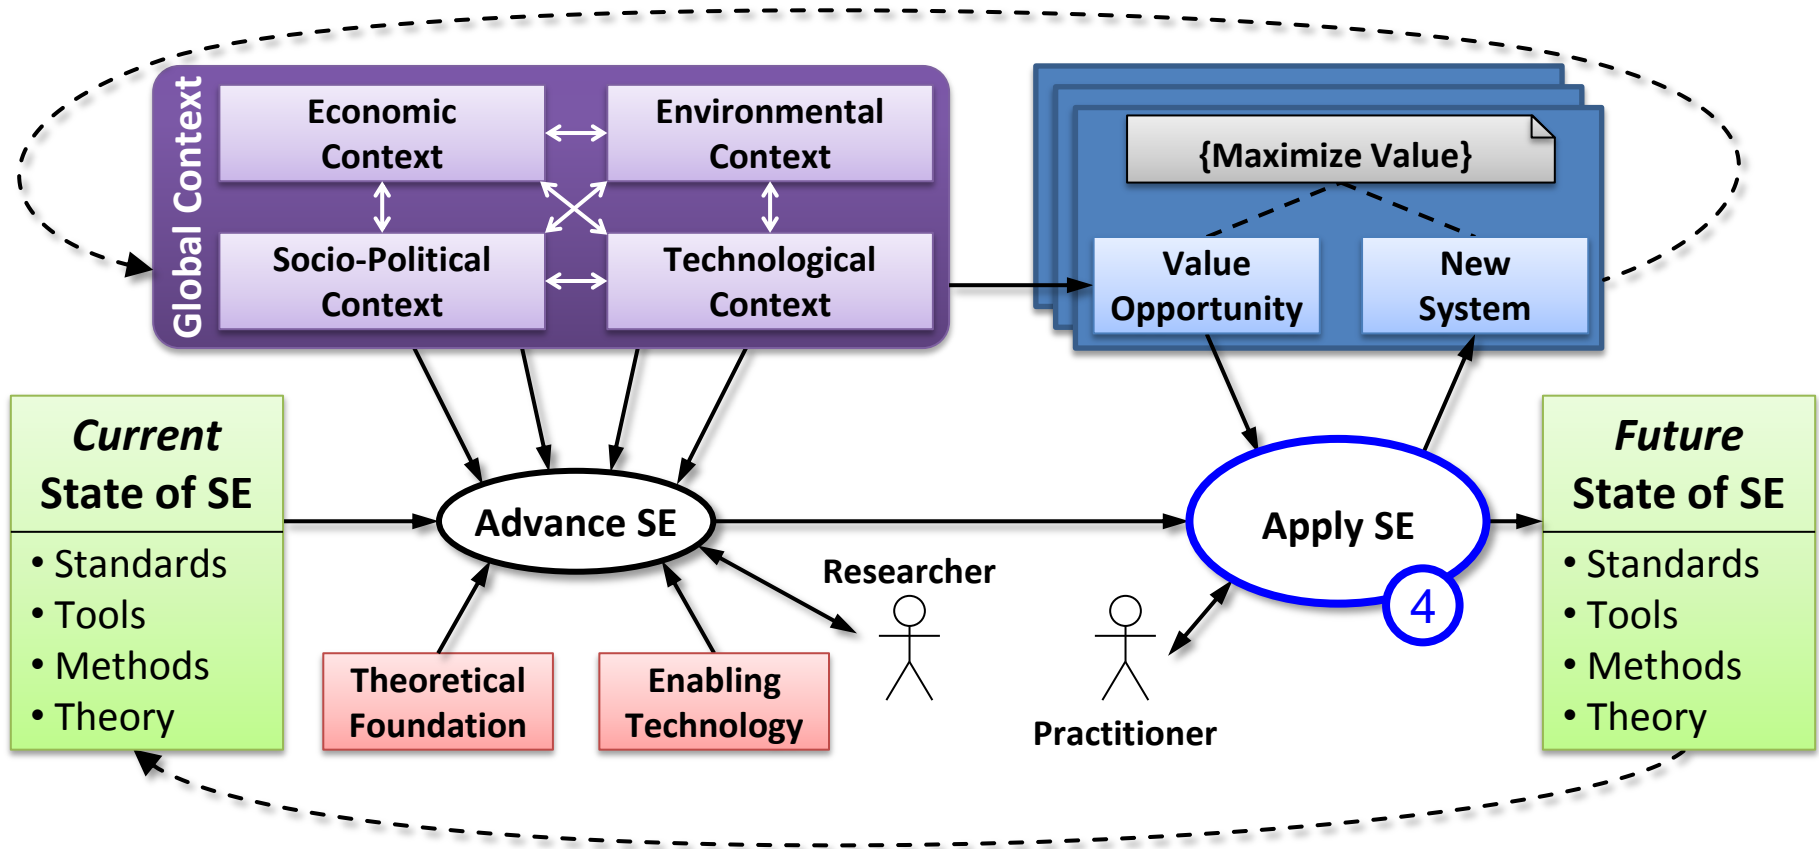 Global Context
Economic
Context
Environmental
Context
Socio-Political
Context
Technological
Context
{Maximize Value}
Value
Opportunity
New
System
Current
State of SE
• Standards
• Tools
• Methods
• Theory
Advance SE
Researcher
Theoretical
Foundation
Enabling
Technology
Apply SE
4
Practitioner
Future
State of SE
• Standards
• Tools
• Methods
• Theory